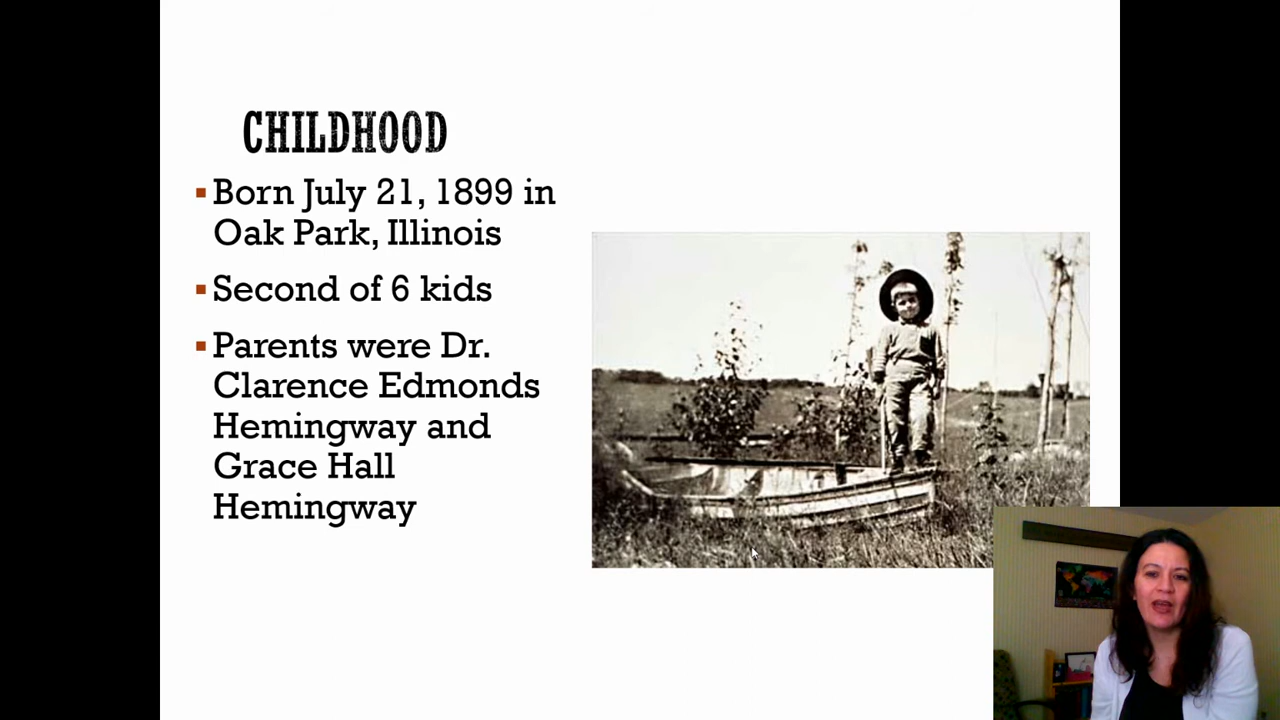 CHILDHOOD
▪Born July 21, 1899 in
Oak Park, Illinois
▪Second of 6 kids
▪Parents were Dr.
Clarence Edmonds
Hemingway and
Grace Hall
Hemingway